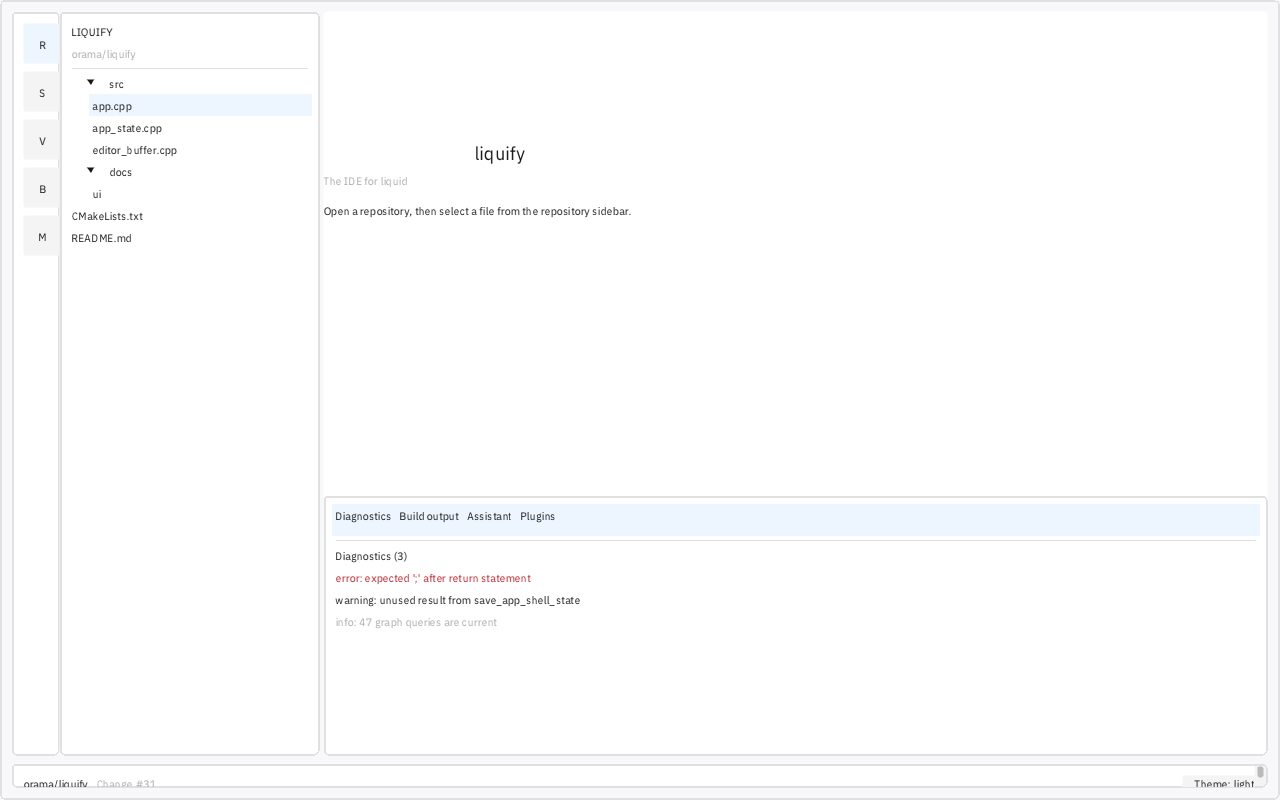 R
S
V
B
M
LIQUIFY
orama/liquify
src
app.cpp
app_state.cpp
editor_buffer.cpp
docs
ui
CMakeLists.txt
README.md
liquify
The IDE for liquid
Open a repository, then select a file from the repository sidebar.
Diagnostics Build output Assistant Plugins
Diagnostics (3)
error: expected ';' after return statement
warning: unused result from save_app_shell_state
info: 47 graph queries are current
orama/liquify Change #31 Theme: light